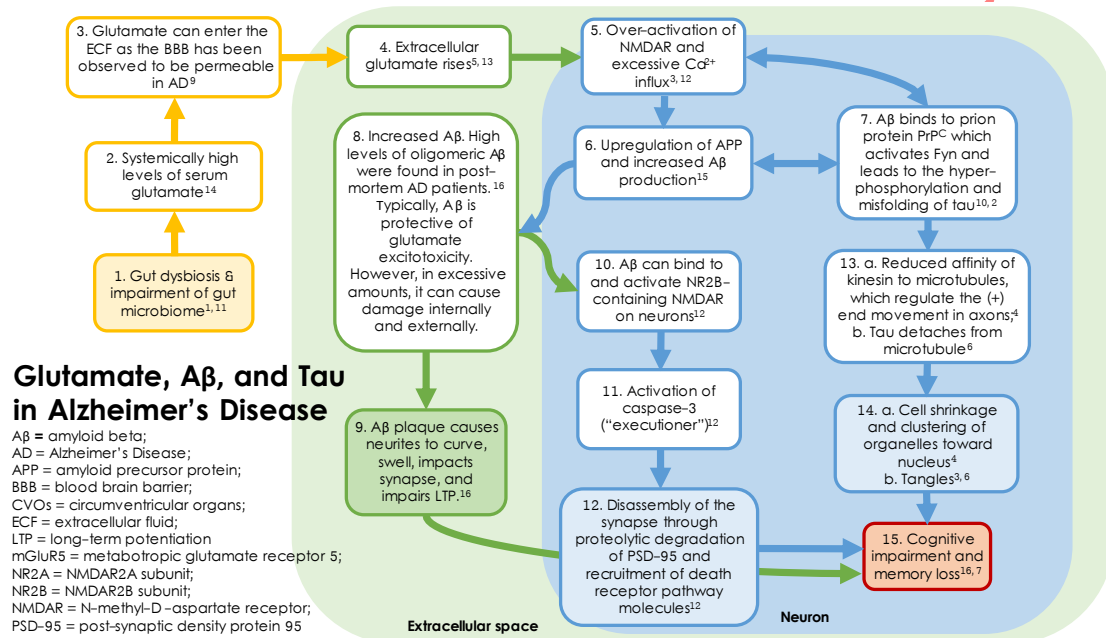 3. Glutamate can enter the
ECF as the BBB has been
observed to be permeable
in AD⁹
4. Extracellular
glutamate rises⁵, ¹³
5. Over-activation of
NMDAR and
excessive Ca²⁺
influx³, ¹²
2. Systemically high
levels of serum
glutamate¹⁴
8. Increased Aβ. High
levels of oligomeric Aβ
were found in post-
mortem AD patients. ¹⁶
Typically, Aβ is
protective of
glutamate
excitotoxicity.
However, in excessive
amounts, it can cause
damage internally
and externally.
6. Upregulation of APP
and increased Aβ
production¹⁵
7. Aβ binds to prion
protein PrPᶜ which
activates Fyn and
leads to the hyper-
phosphorylation and
misfolding of tau¹⁰, ²
1. Gut dysbiosis &
impairment of gut
microbiome¹, ¹¹
10. Aβ can bind to
and activate NR2B-
containing NMDAR
on neurons¹²
13. a. Reduced affinity of
kinesin to microtubules,
which regulate the (+)
end movement in axons;⁴
b. Tau detaches from
microtubule⁶
Glutamate, Aβ, and Tau
in Alzheimer's Disease
Aβ = amyloid beta;
AD = Alzheimer's Disease;
APP = amyloid precursor protein;
BBB = blood brain barrier;
CVOs = circumventricular organs;
ECF = extracellular fluid;
LTP = long-term potentiation
mGluR5 = metabotropic glutamate receptor 5;
NR2A = NMDAR2A subunit;
NR2B = NMDAR2B subunit;
NMDAR = N-methyl-D-aspartate receptor;
PSD-95 = post-synaptic density protein 95
9. Aβ plaque causes
neurites to curve,
swell, impacts
synapse, and
impairs LTP.¹⁶
11. Activation of
caspase-3
("executioner")¹²
14. a. Cell shrinkage
and clustering of
organelles toward
nucleus⁴
b. Tangles³, ⁶
12. Disassembly of the
synapse through
proteolytic degradation
of PSD-95 and
recruitment of death
receptor pathway
molecules¹²
15. Cognitive
impairment and
memory loss¹⁶, ⁷
Extracellular space
Neuron